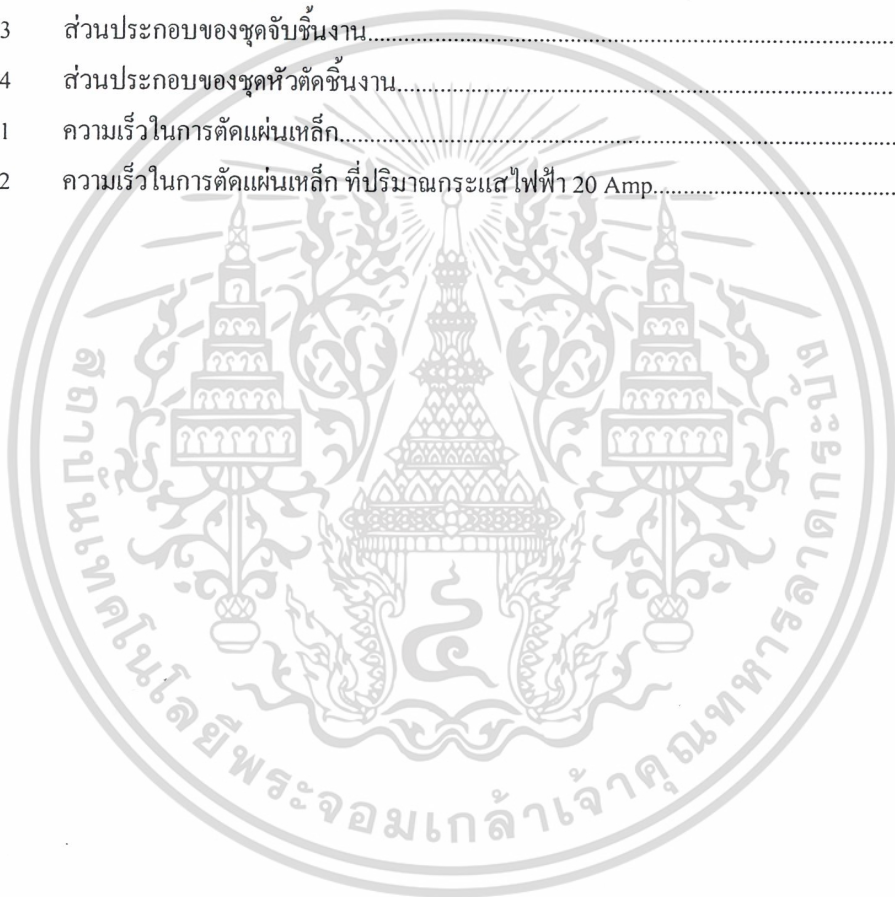 3 ส่วนประกอบของชุดจับชิ้นงาน
4 ส่วนประกอบของชุดหัวตัดชิ้นงาน
1 ความเร็วในการตัดแผ่นเหล็ก
2 ความเร็วในการตัดแผ่นเหล็ก ที่ปริมาณกระแสไฟฟ้า 20 Amp
สถาบันเทคโนโลยีพระจอมเกล้าเจ้าคุณทหารลาดกระบัง